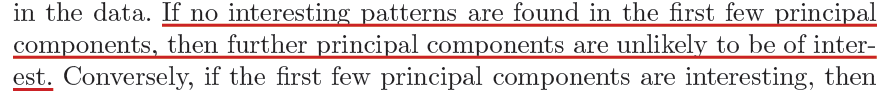 in the data. If no interesting patterns are found in the first few principal
components, then further principal components are unlikely to be of inter-
est. Conversely, if the first few principal components are interesting, then